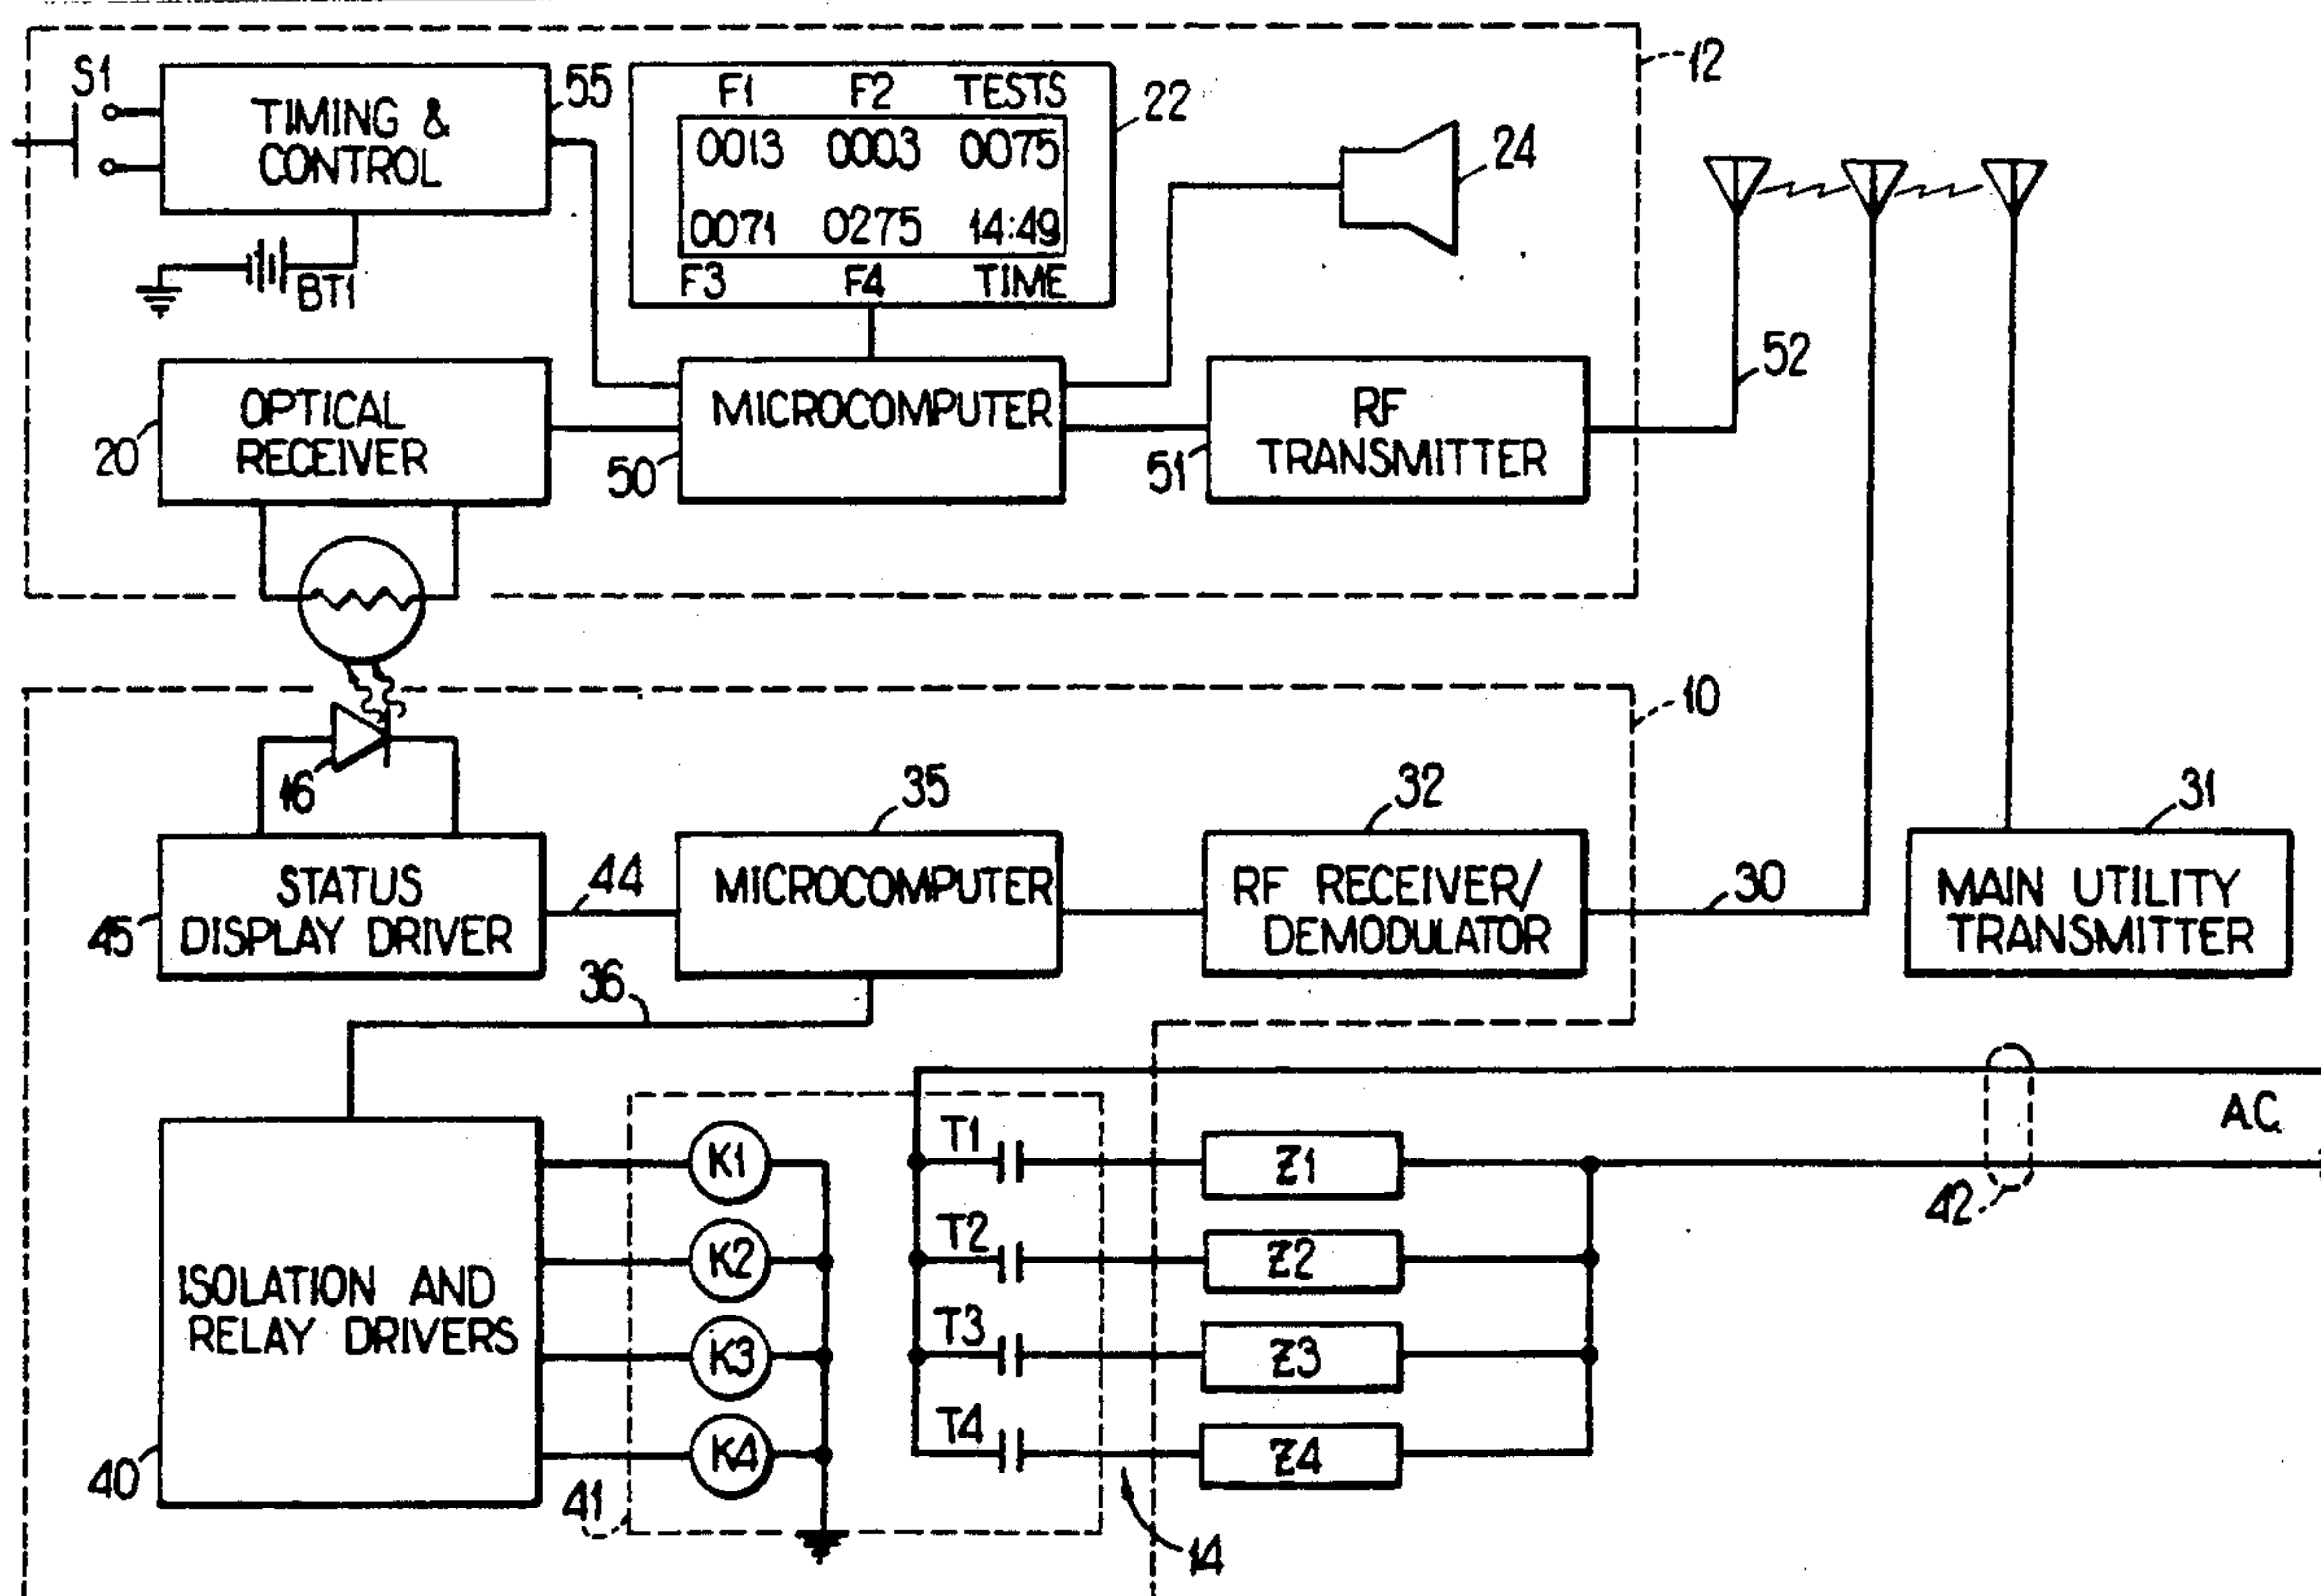 S1
TIMING &
CONTROL
55
BT1
F1 F2 TESTS
0013 0003 0075
0071 0275 14:49
F3 F4 TIME
22
24
12
OPTICAL
RECEIVER
20
MICROCOMPUTER
50
RF
TRANSMITTER
51
52
10
16
STATUS
DISPLAY DRIVER
45
44
MICROCOMPUTER
35
RF RECEIVER/
DEMODULATOR
32
30
MAIN UTILITY
TRANSMITTER
31
36
ISOLATION AND
RELAY DRIVERS
40
K1
K2
K3
K4
41
T1
T2
T3
T4
14
Z1
Z2
Z3
Z4
A.C.
42